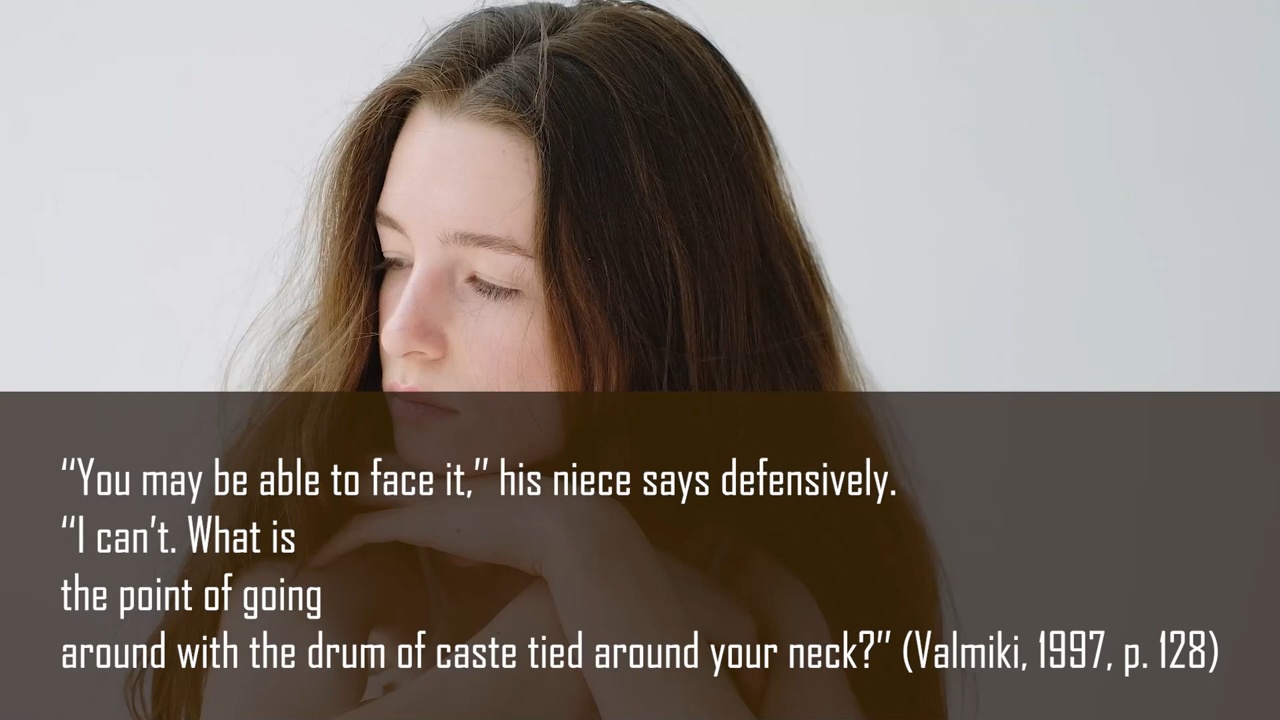 “You may be able to face it,” his niece says defensively.
“I can’t. What is
the point of going
around with the drum of caste tied around your neck?” (Valmiki, 1997, p. 128)